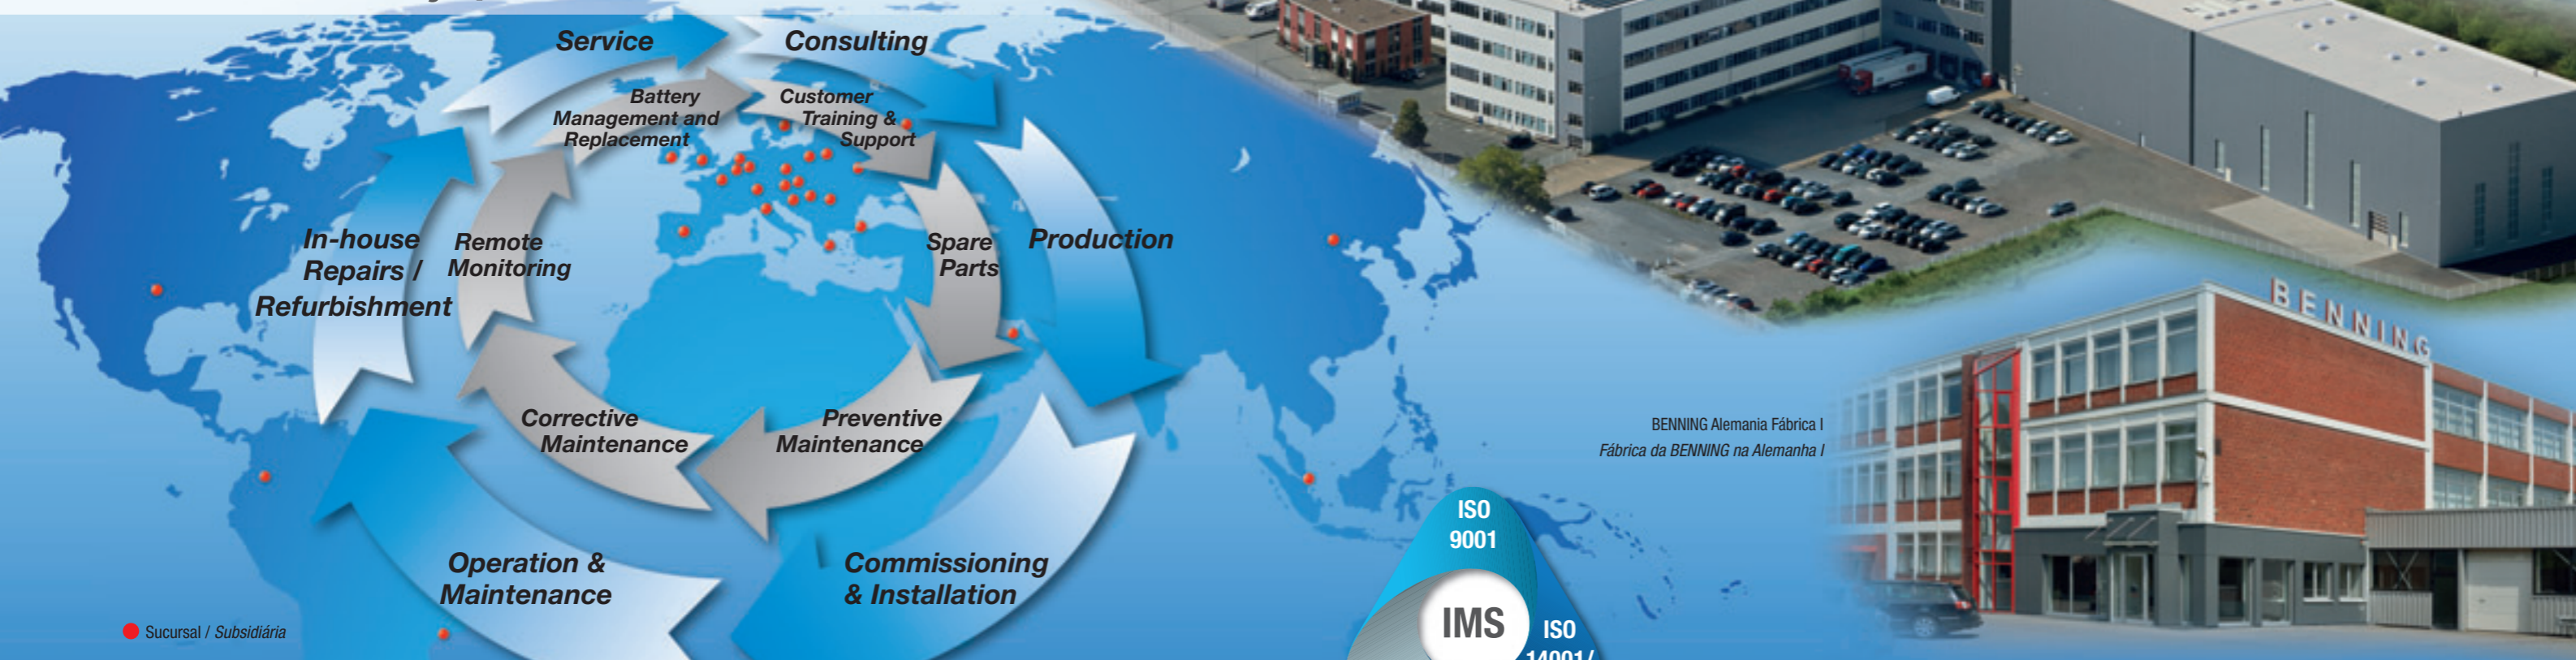 Service
Consulting
Battery
Management and
Replacement
Customer
Training &
Support
In-house
Repairs /
Refurbishment
Remote
Monitoring
Spare
Parts
Production
Corrective
Maintenance
Preventive
Maintenance
Operation &
Maintenance
Commissioning
& Installation
Sucursal / Subsidiária
BENNING Alemania Fábrica I
Fábrica da BENNING na Alemanha I
BENNING
ISO
9001
IMS
ISO
14001/